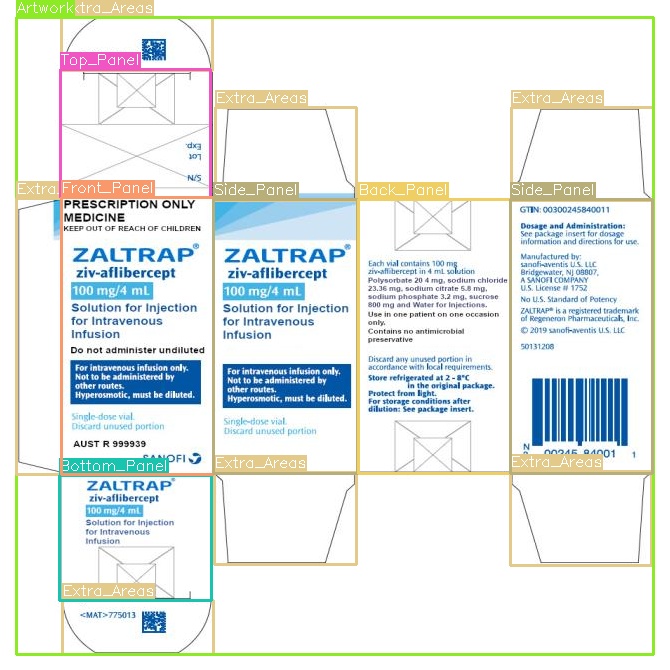 Artwork
Extra_Areas
Top_Panel
Exp.
Lot
S/N
Extra_Areas
Extra_Areas
Extra
Front_Panel
PRESCRIPTION ONLY
MEDICINE
KEEP OUT OF REACH OF CHILDREN
ZALTRAP®
ziv-aflibercept
100 mg/4 mL
Solution for Injection
for Intravenous
Infusion
Do not administer undiluted
For intravenous infusion only.
Not to be administered by
other routes.
Hyperosmotic, must be diluted.
Single-dose vial.
Discard unused portion
AUST R 999939
SANOFI
Side_Panel
ZALTRAP®
ziv-aflibercept
100 mg/4 mL
Solution for Injection
for Intravenous
Infusion
For intravenous infusion only.
Not to be administered by
other routes.
Hyperosmotic, must be diluted.
Single-dose vial.
Discard unused portion
Back_Panel
Each vial contains 100 mg
ziv-aflibercept in 4 mL solution
Polysorbate 20 4 mg, sodium chloride
23.36 mg, sodium citrate 5.8 mg,
sodium phosphate 3.2 mg, sucrose
800 mg and Water for Injections.
Use in one patient on one occasion
only.
Contains no antimicrobial
preservative
Discard any unused portion in
accordance with local requirements.
Store refrigerated at 2 - 8°C
in the original package.
Protect from light.
For storage conditions after
dilution: See package insert.
Side_Panel
GTIN: 00300245840011
Dosage and Administration:
See package insert for dosage
information and directions for use.
Manufactured by:
sanofi-aventis U.S. LLC
Bridgewater, NJ 08807,
A SANOFI COMPANY
U.S. License # 1752
No U.S. Standard of Potency
ZALTRAP® is a registered trademark
of Regeneron Pharmaceuticals, Inc.
© 2019 sanofi-aventis U.S. LLC
50131208
N 00245 84001 1
Bottom_Panel
ZALTRAP®
ziv-aflibercept
100 mg/4 mL
Solution for Injection
for Intravenous
Infusion
Extra_Areas
Extra_Areas
Extra_Areas
<MAT>775013